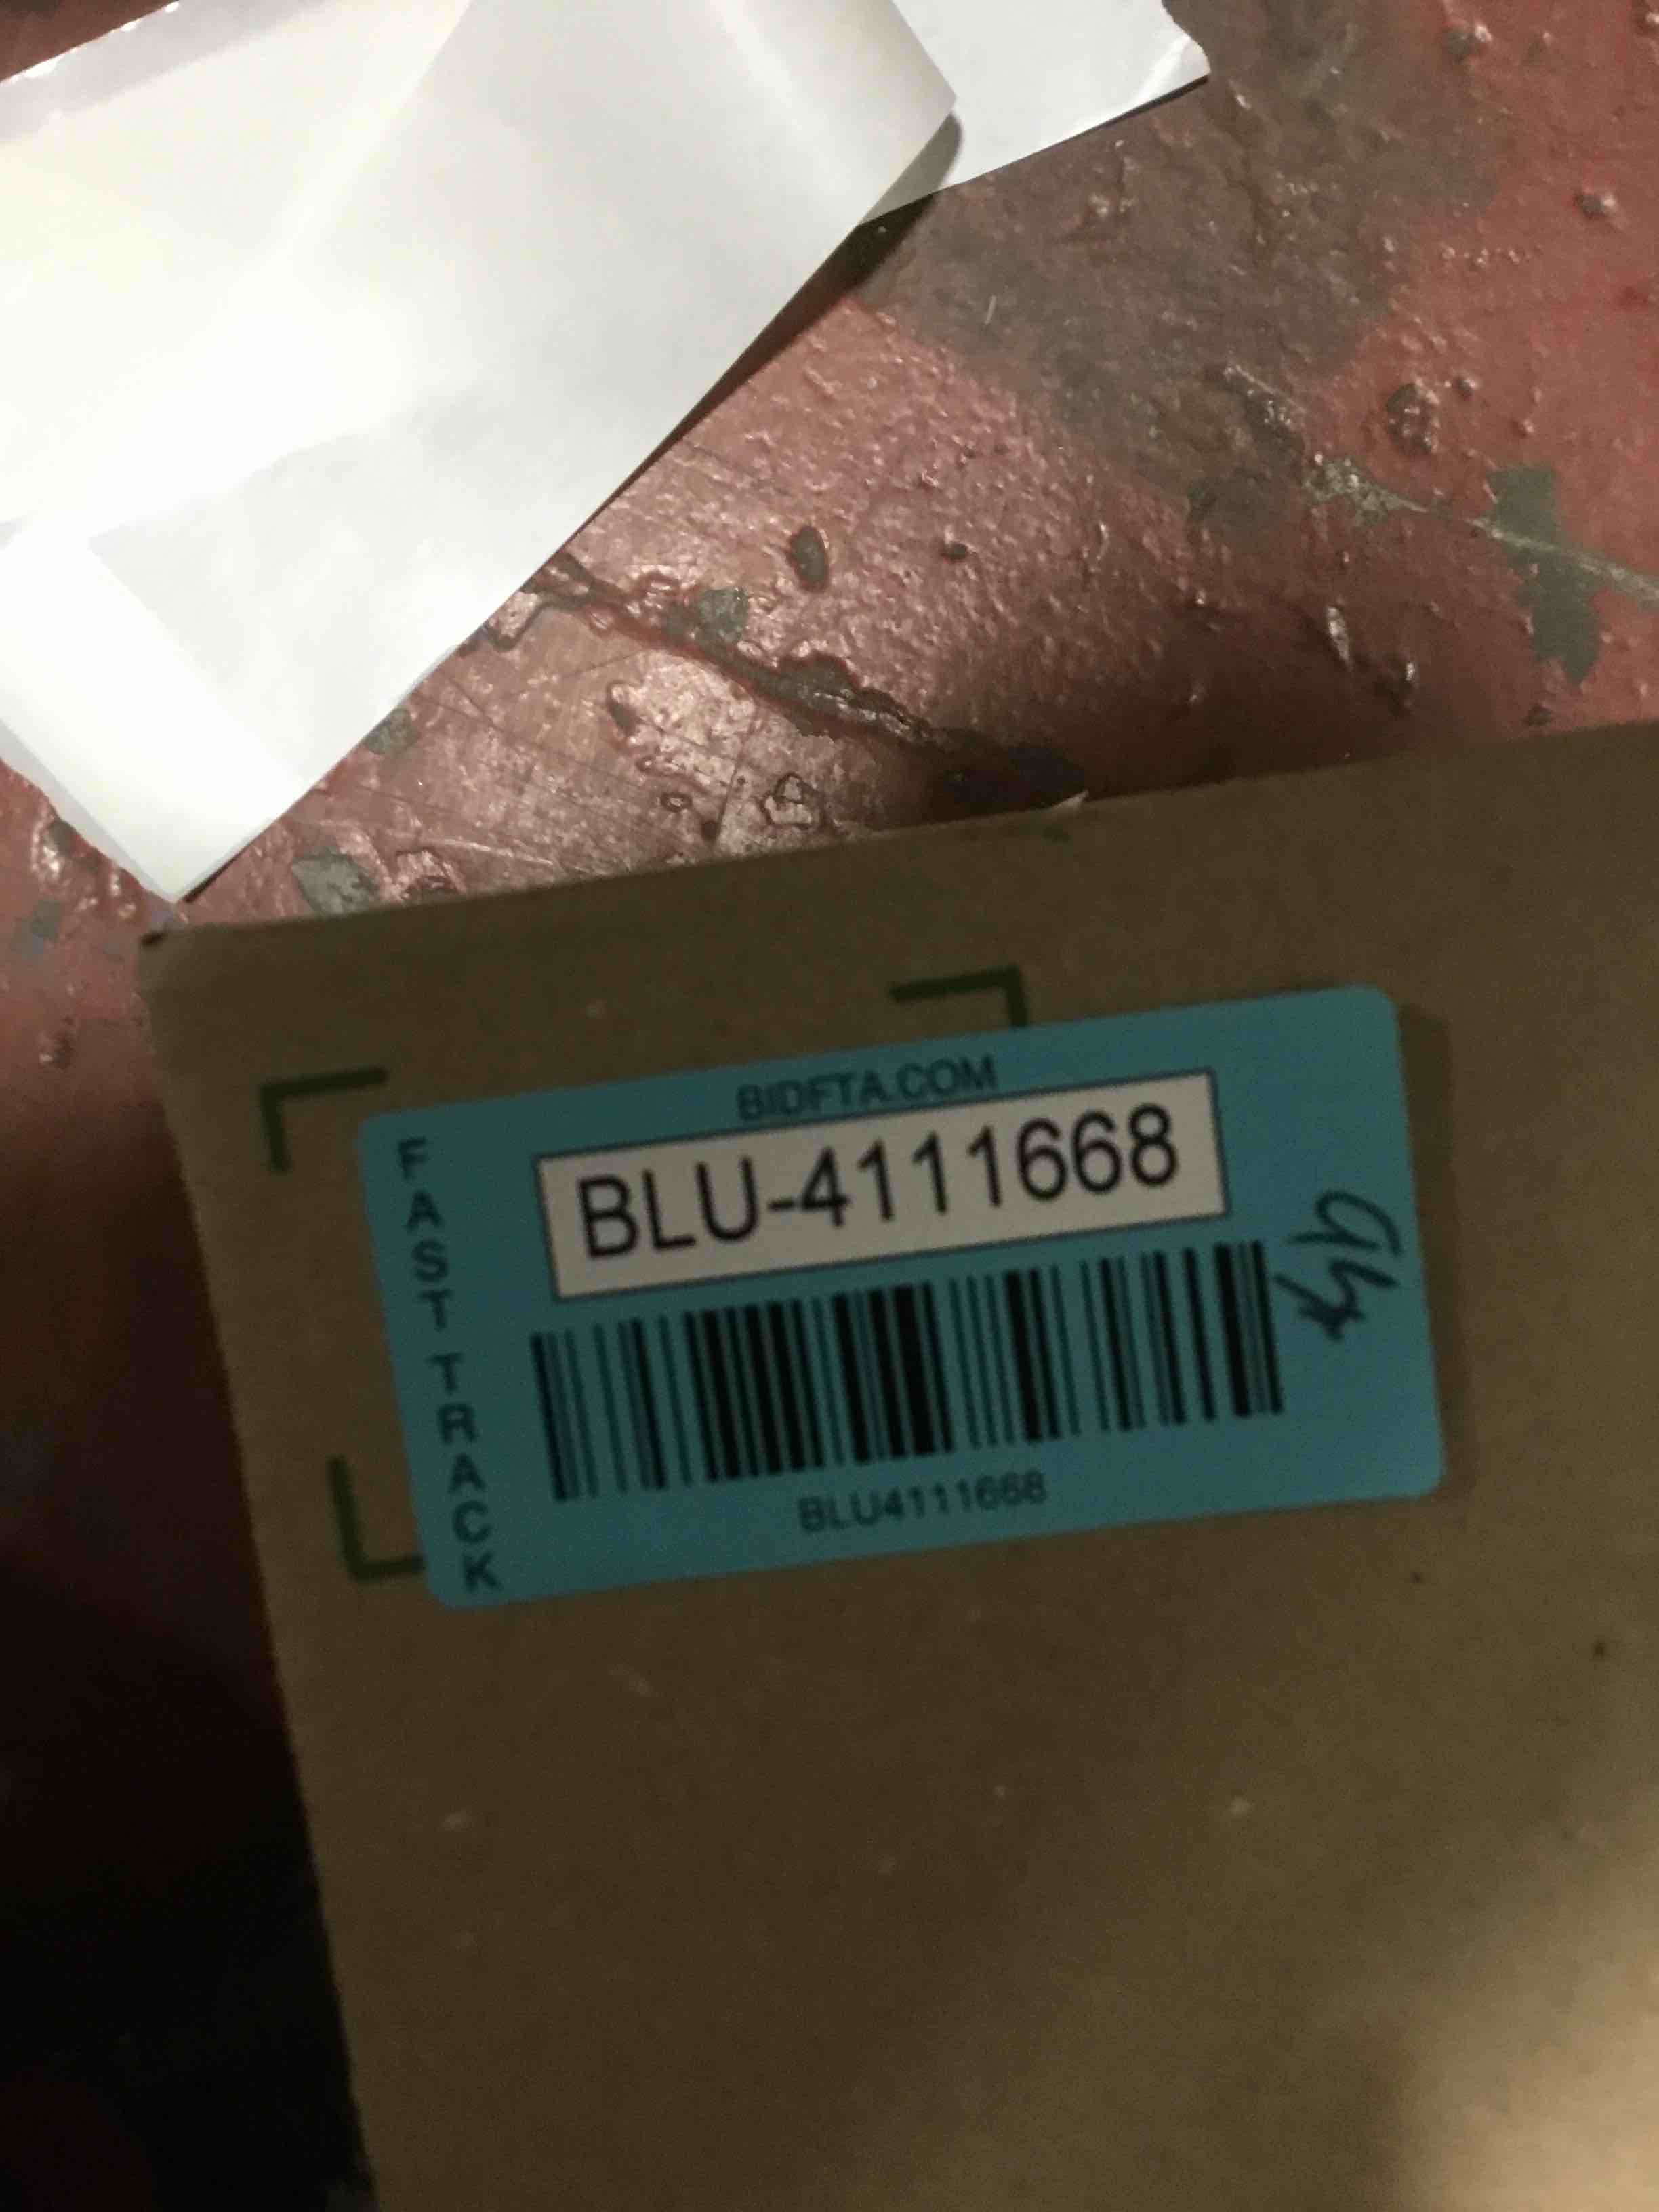 BIDFTA.COM
FAST TRACK
BLU-4111668
BLU4111668